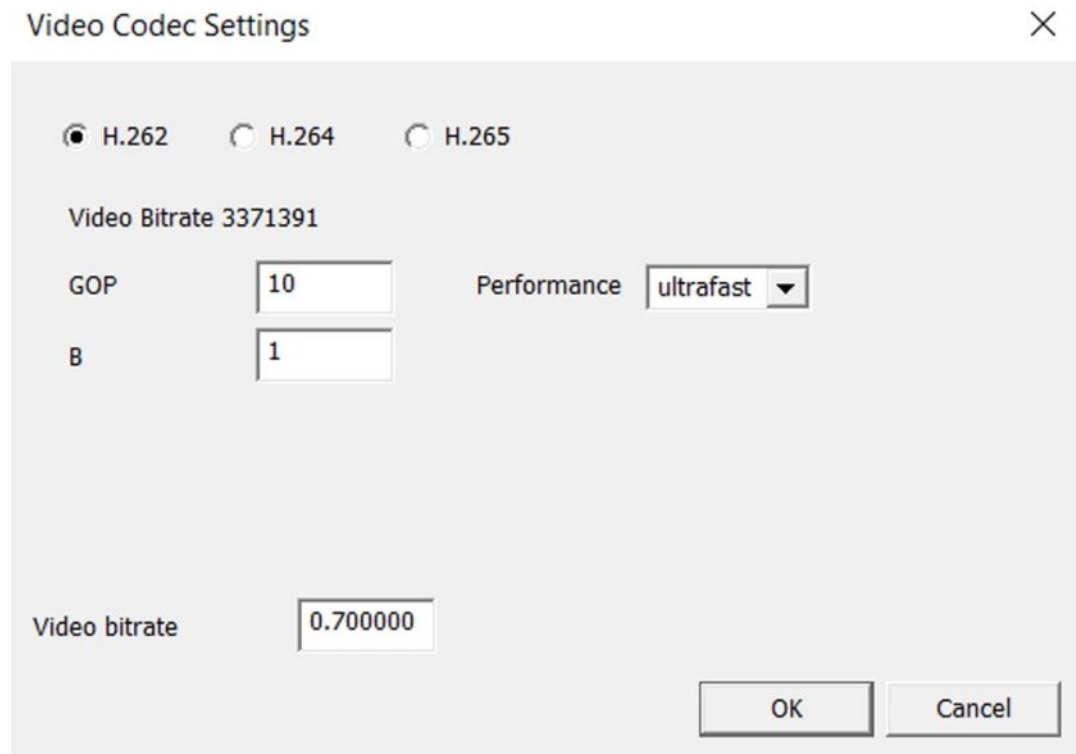 Video Codec Settings
H.262 H.264 H.265
Video Bitrate 3371391
GOP 10 Performance ultrafast
B 1
Video bitrate 0.700000
OK Cancel